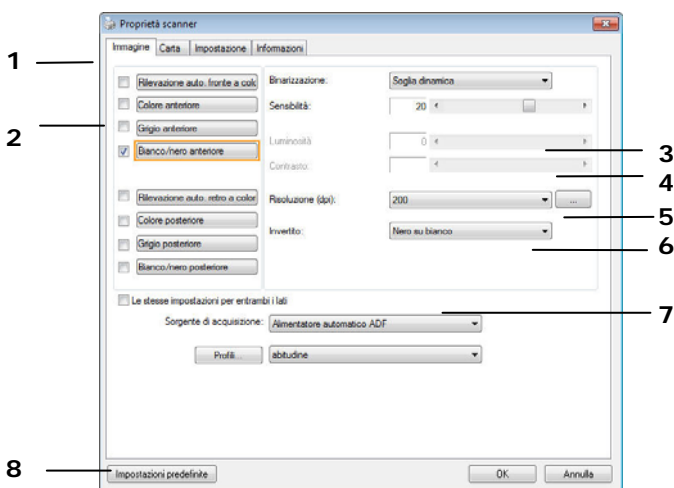 Proprietà scanner
Immagine Carta Impostazione Informazioni
1
Rilevazione auto. fronte a colo
Binarizzazione: Soglia dinamica
Colore anteriore
Sensibilità: 20
2
Grigio anteriore
Bianco/nero anteriore
Luminosità 0
3
Contrasto:
4
Rilevazione auto. retro a color
Risoluzione (dpi): 200 ...
5
Colore posteriore
Invertito: Nero su bianco
6
Grigio posteriore
Bianco/nero posteriore
Le stesse impostazioni per entrambi i lati
7
Sorgente di acquisizione: Alimentatore automatico ADF
Profili... abitudine
8
Impostazioni predefinite OK Annulla